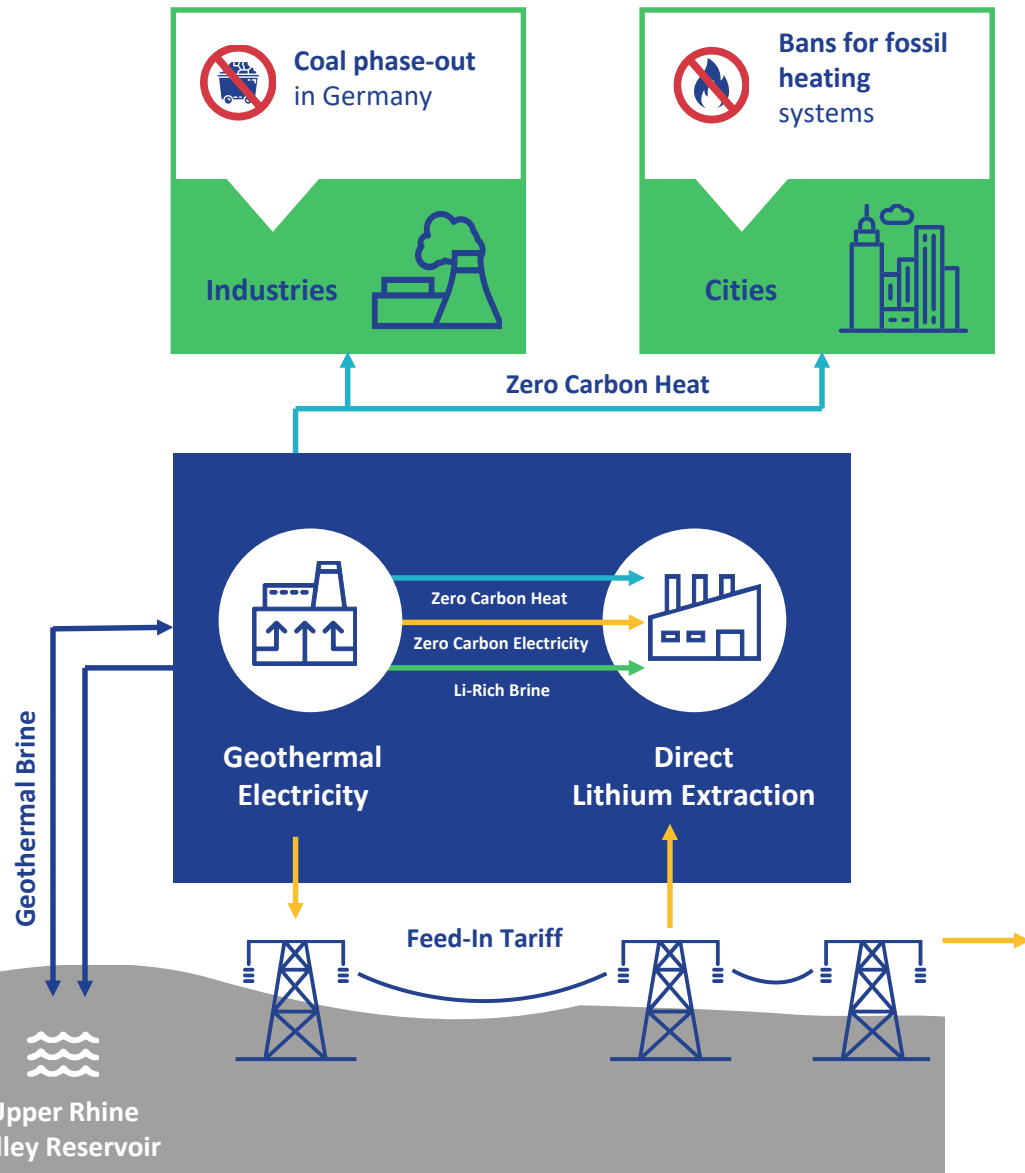 Coal phase-out
in Germany
Bans for fossil
heating
systems
Industries
Cities
Zero Carbon Heat
Zero Carbon Heat
Zero Carbon Electricity
Li-Rich Brine
Geothermal
Electricity
Direct
Lithium Extraction
Geothermal Brine
Feed-In Tariff
Upper Rhine
lley Reservoir